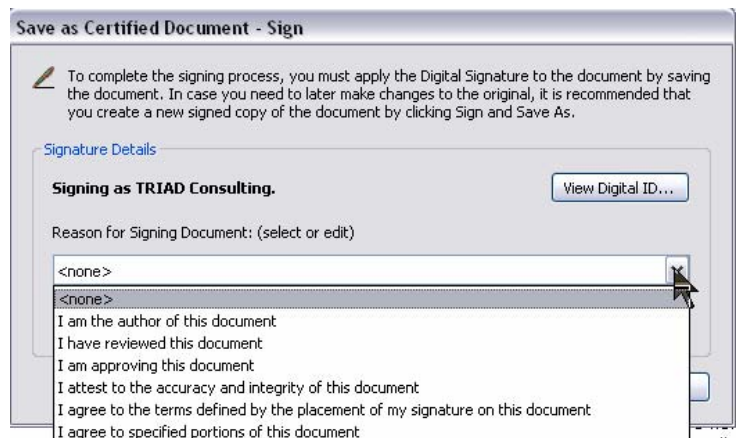 Save as Certified Document - Sign
To complete the signing process, you must apply the Digital Signature to the document by saving
the document. In case you need to later make changes to the original, it is recommended that
you create a new signed copy of the document by clicking Sign and Save As.
Signature Details
Signing as TRIAD Consulting.
View Digital ID...
Reason for Signing Document: (select or edit)
<none>
<none>
I am the author of this document
I have reviewed this document
I am approving this document
I attest to the accuracy and integrity of this document
I agree to the terms defined by the placement of my signature on this document
I agree to specified portions of this document